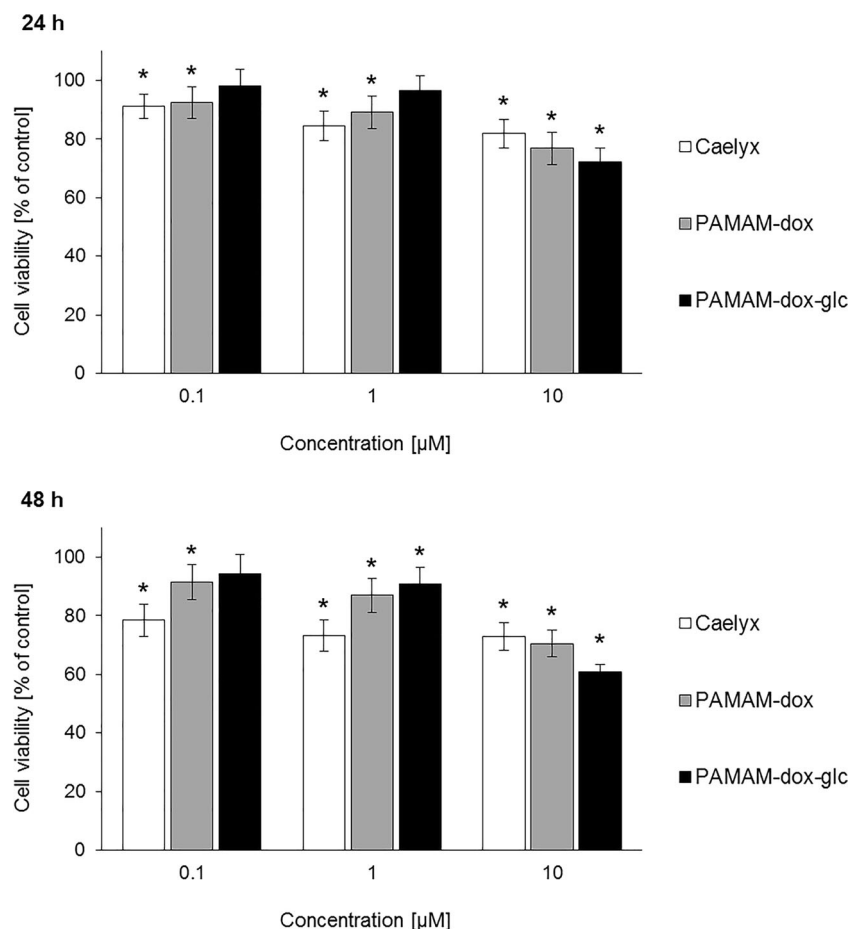 24 h
Cell viability [% of control]
100
80
60
40
20
0
* * * * * * *
0.1 1 10
Concentration [µM]
Caelyx
PAMAM-dox
PAMAM-dox-glc
48 h
Cell viability [% of control]
100
80
60
40
20
0
* * * * * * * *
0.1 1 10
Concentration [µM]
Caelyx
PAMAM-dox
PAMAM-dox-glc